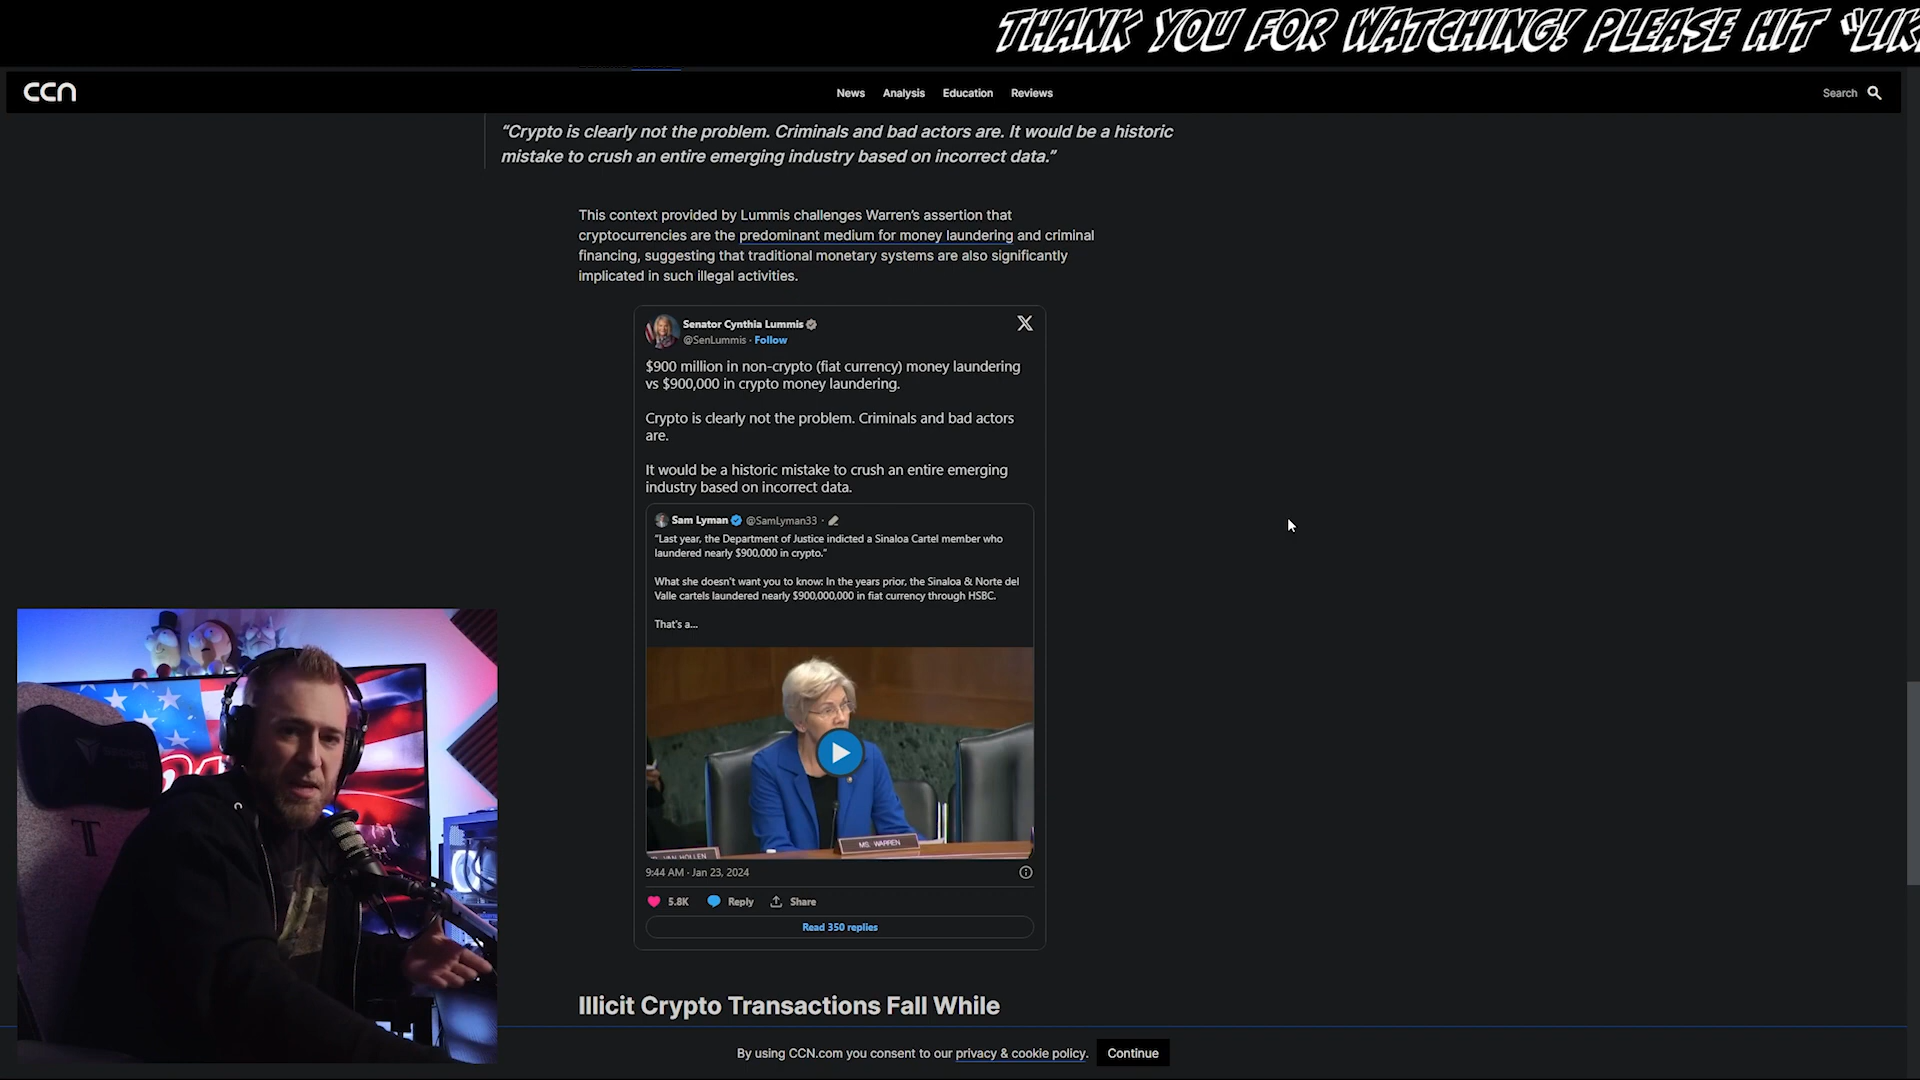 THANK YOU FOR WATCHING! PLEASE HIT "LIK
ccn
News
Analysis
Education
Reviews
Search
"Crypto is clearly not the problem. Criminals and bad actors are. It would be a historic
mistake to crush an entire emerging industry based on incorrect data."
This context provided by Lummis challenges Warren's assertion that
cryptocurrencies are the predominant medium for money laundering and criminal
financing, suggesting that traditional monetary systems are also significantly
implicated in such illegal activities.
Senator Cynthia Lummis
@SenLummis · Follow
$900 million in non-crypto (fiat currency) money laundering
vs $900,000 in crypto money laundering.
Crypto is clearly not the problem. Criminals and bad actors
are.
It would be a historic mistake to crush an entire emerging
industry based on incorrect data.
Sam Lyman @SamLyman33 ·
"Last year, the Department of Justice indicted a Sinaloa Cartel member who
laundered nearly $900,000 in crypto."
What she doesn't want you to know: In the years prior, the Sinaloa & Norte del
Valle cartels laundered nearly $900,000,000 in fiat currency through HSBC.
That's a...
MS. WARREN
VAN HOLLEN
9:44 AM · Jan 23, 2024
5.8K
Reply
Share
Read 350 replies
Illicit Crypto Transactions Fall While
By using CCN.com you consent to our privacy & cookie policy.
Continue